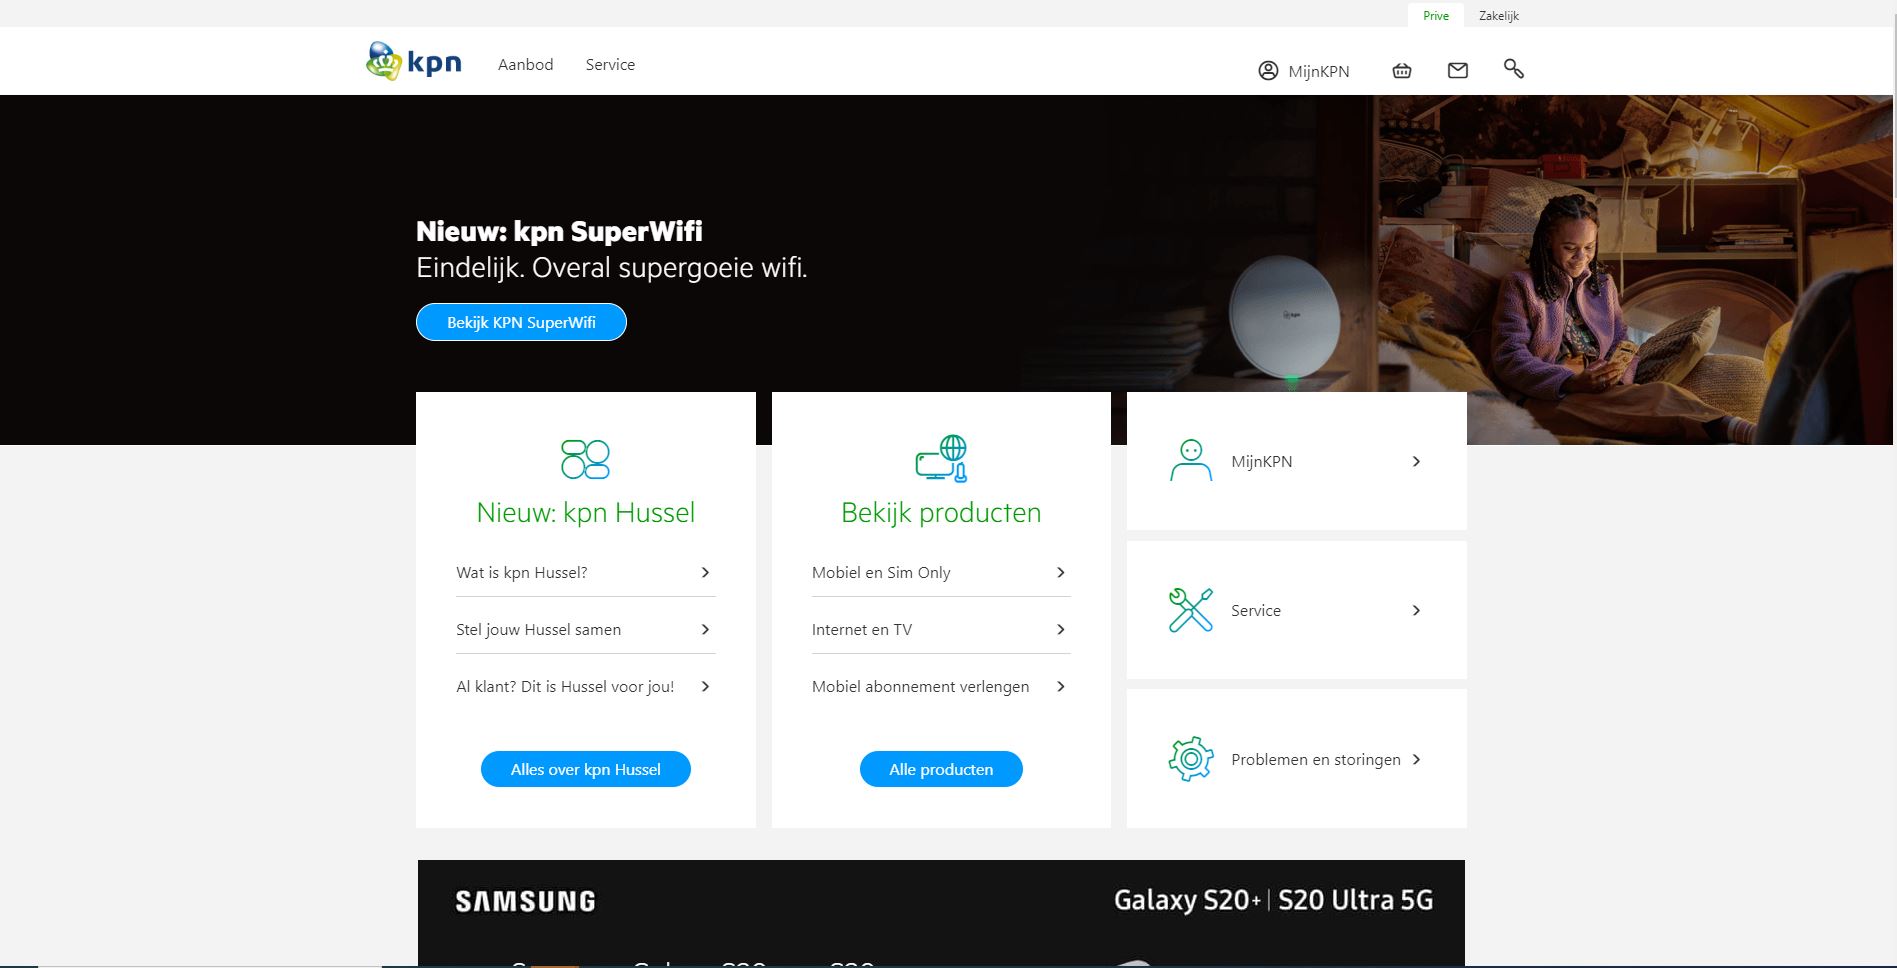 Prive Zakelijk
kpn Aanbod Service MijnKPN
Nieuw: kpn SuperWifi
Eindelijk. Overal supergoeie wifi.
Bekijk KPN SuperWifi
kpn
Nieuw: kpn Hussel
Wat is kpn Hussel?
Stel jouw Hussel samen
Al klant? Dit is Hussel voor jou!
Alles over kpn Hussel
Bekijk producten
Mobiel en Sim Only
Internet en TV
Mobiel abonnement verlengen
Alle producten
MijnKPN
Service
Problemen en storingen
SAMSUNG
Galaxy S20+ | S20 Ultra 5G